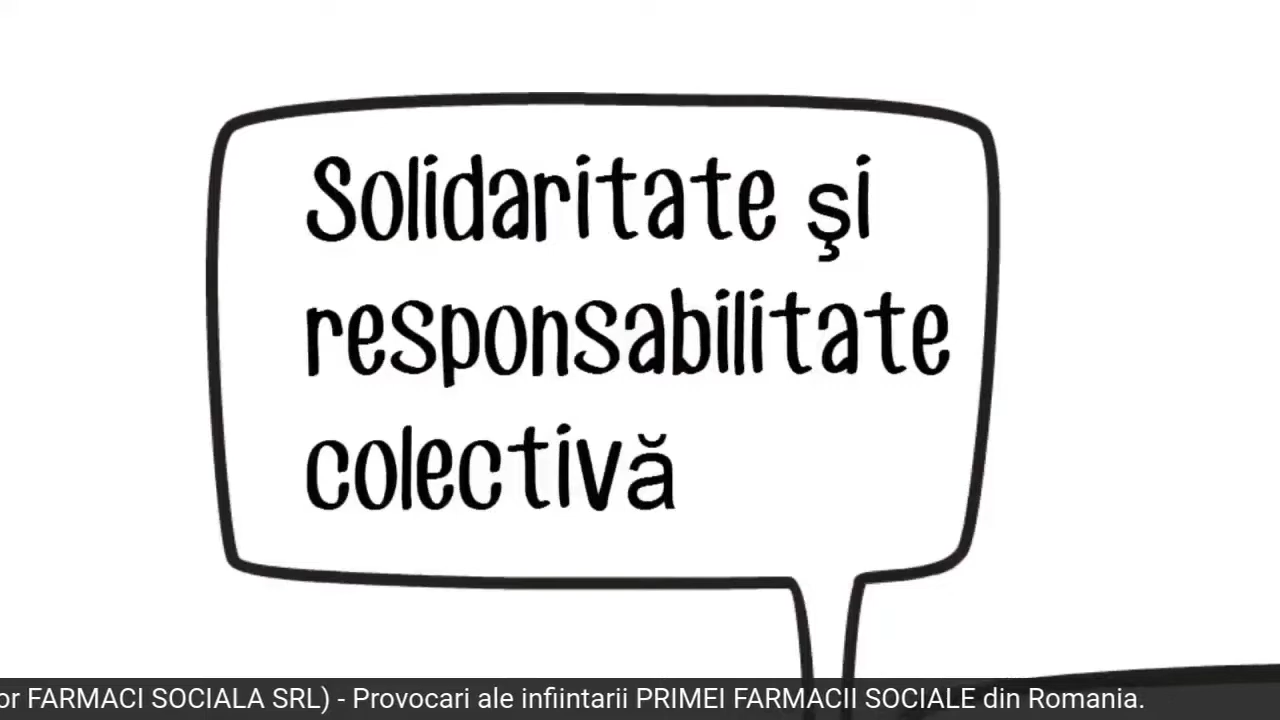 Solidaritate şi
responsabilitate
colectivă
or FARMACI SOCIALA SRL) - Provocari ale infiintarii PRIMEI FARMACII SOCIALE din Romania.